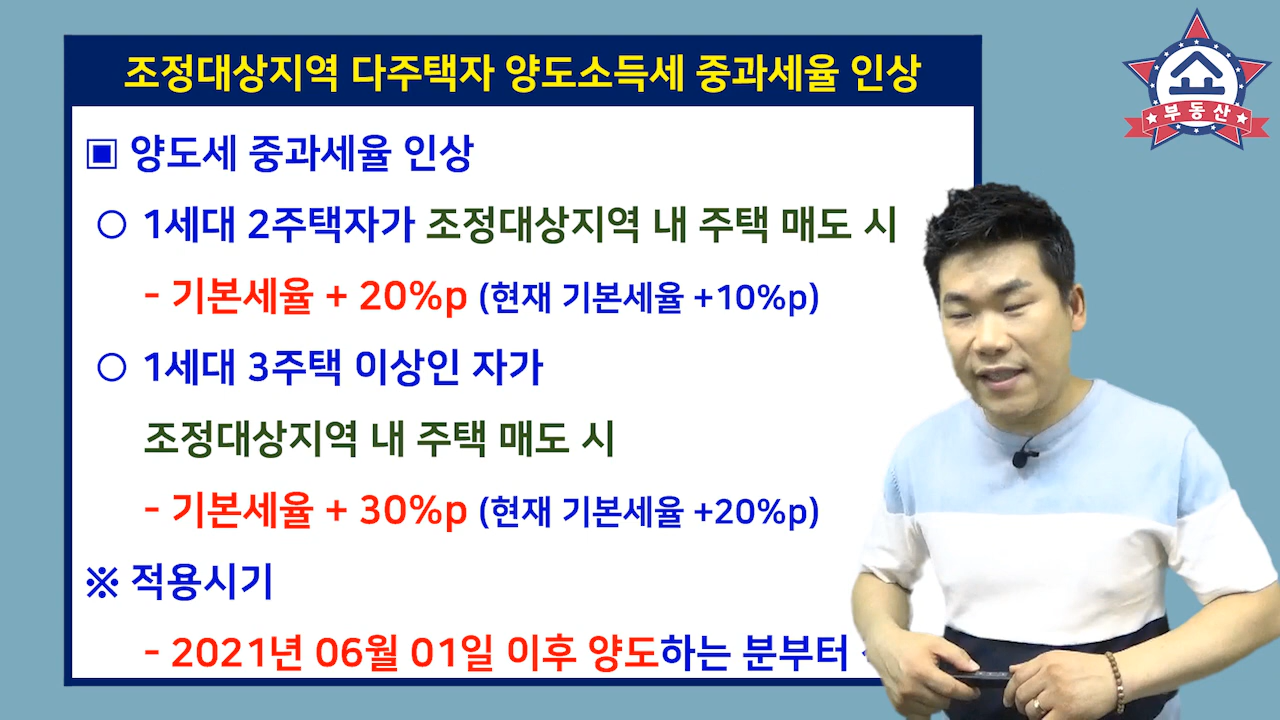 조정대상지역 다주택자 양도소득세 중과세율 인상
부동산
▣ 양도세 중과세율 인상
○ 1세대 2주택자가 조정대상지역 내 주택 매도 시
- 기본세율 + 20%p (현재 기본세율 +10%p)
○ 1세대 3주택 이상인 자가
조정대상지역 내 주택 매도 시
- 기본세율 + 30%p (현재 기본세율 +20%p)
※ 적용시기
- 2021년 06월 01일 이후 양도하는 분부터